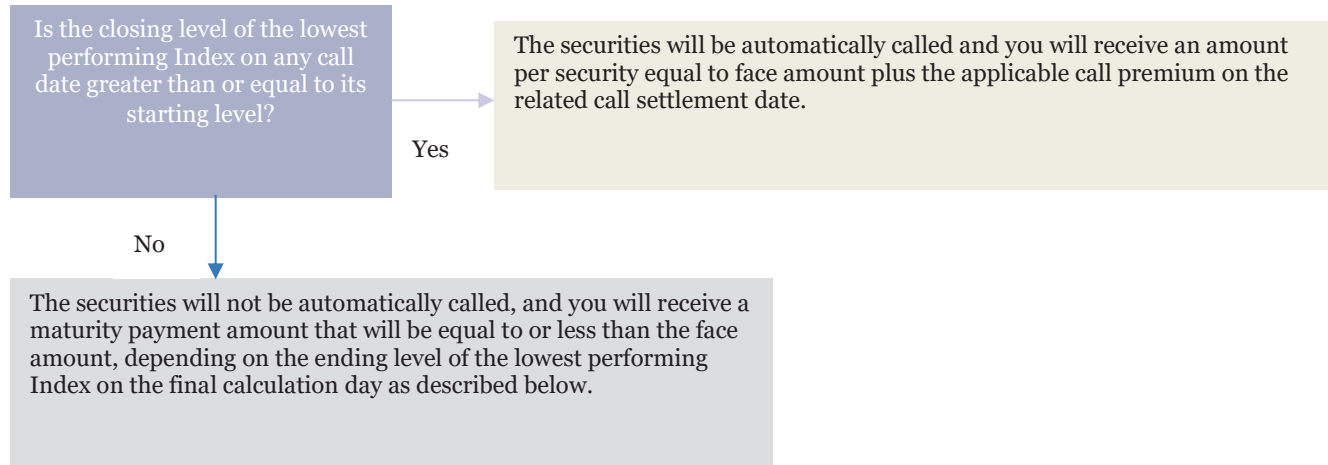 Is the closing level of the lowest
performing Index on any call
date greater than or equal to its
starting level?
The securities will be automatically called and you will receive an amount
per security equal to face amount plus the applicable call premium on the
related call settlement date.
Yes
No
The securities will not be automatically called, and you will receive a
maturity payment amount that will be equal to or less than the face
amount, depending on the ending level of the lowest performing
Index on the final calculation day as described below.